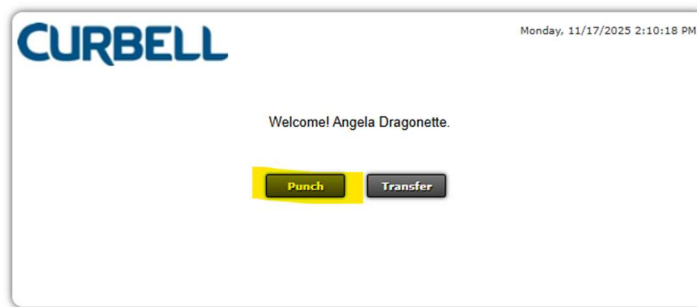 CURBELL
Monday, 11/17/2025 2:10:18 PM
Welcome! Angela Dragonette.
Punch
Transfer